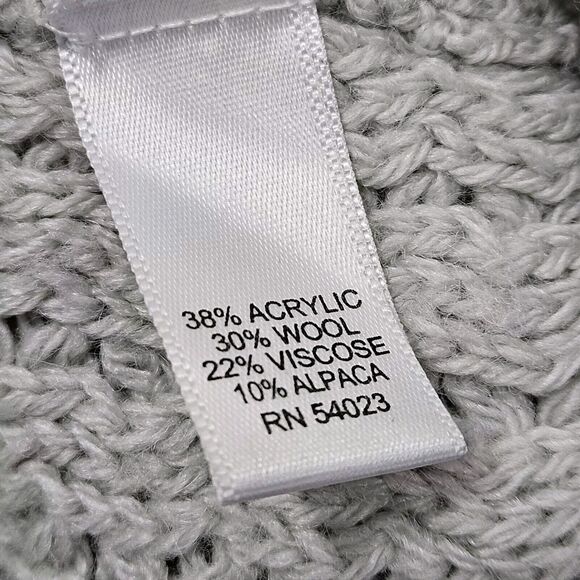 38% ACRYLIC
30% WOOL
22% VISCOSE
10% ALPACA
RN 54023